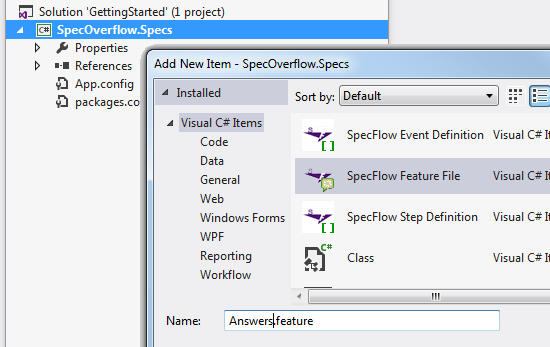 Solution 'GettingStarted' (1 project)
C# SpecOverflow.Specs
Properties
References
App.config
packages.co
Add New Item - SpecOverflow.Specs
Installed
Sort by: Default
Visual C# Items
Code
Data
General
Web
Windows Forms
WPF
Reporting
Workflow
SpecFlow Event Definition Visual C# It
SpecFlow Feature File Visual C# It
SpecFlow Step Definition Visual C# It
C# Class Visual C# It
Name: Answers.feature